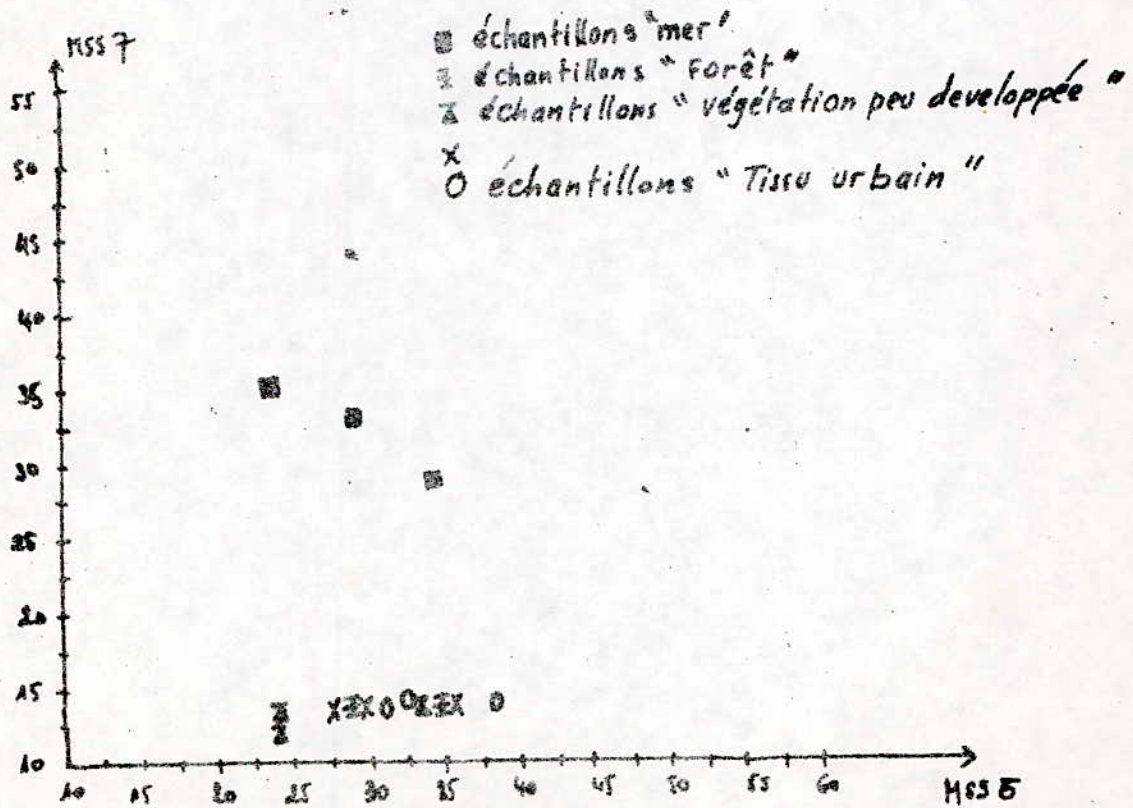 MSS 7
échantillons "mer"
échantillons "Forêt"
échantillons "végétation peu developpée"
x
O échantillons "Tissu urbain"
55
50
45
40
35
30
25
20
15
10
10 15 20 25 30 35 40 45 50 55 60 MSS 5